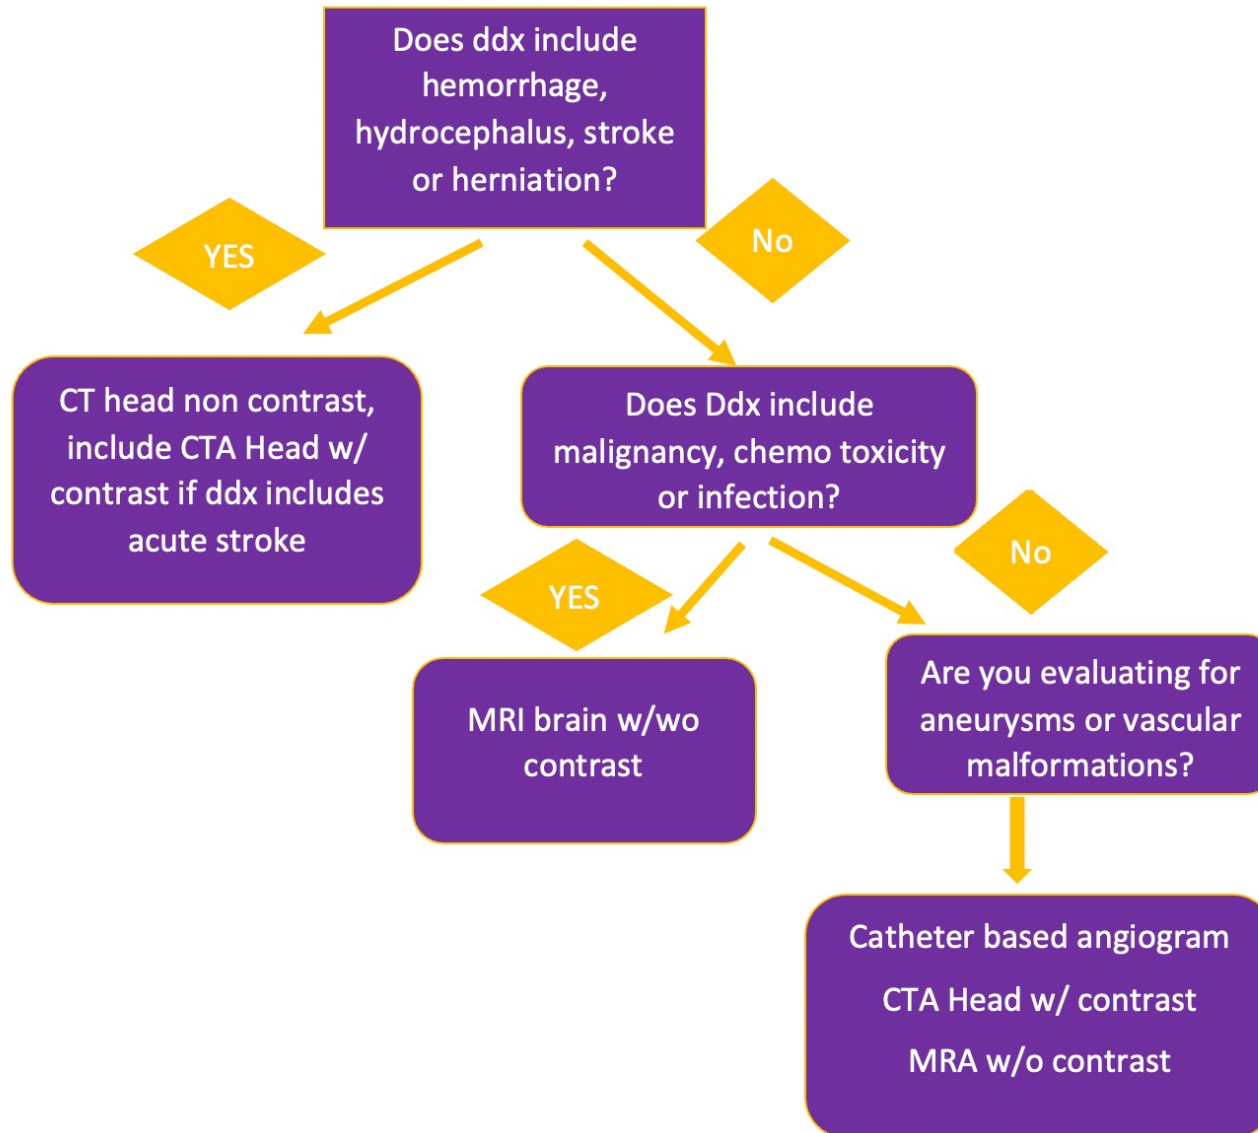 Does ddx include
hemorrhage,
hydrocephalus, stroke
or herniation?
YES
No
CT head non contrast,
include CTA Head w/
contrast if ddx includes
acute stroke
Does Ddx include
malignancy, chemo toxicity
or infection?
YES
No
MRI brain w/wo
contrast
Are you evaluating for
aneurysms or vascular
malformations?
Catheter based angiogram
CTA Head w/ contrast
MRA w/o contrast